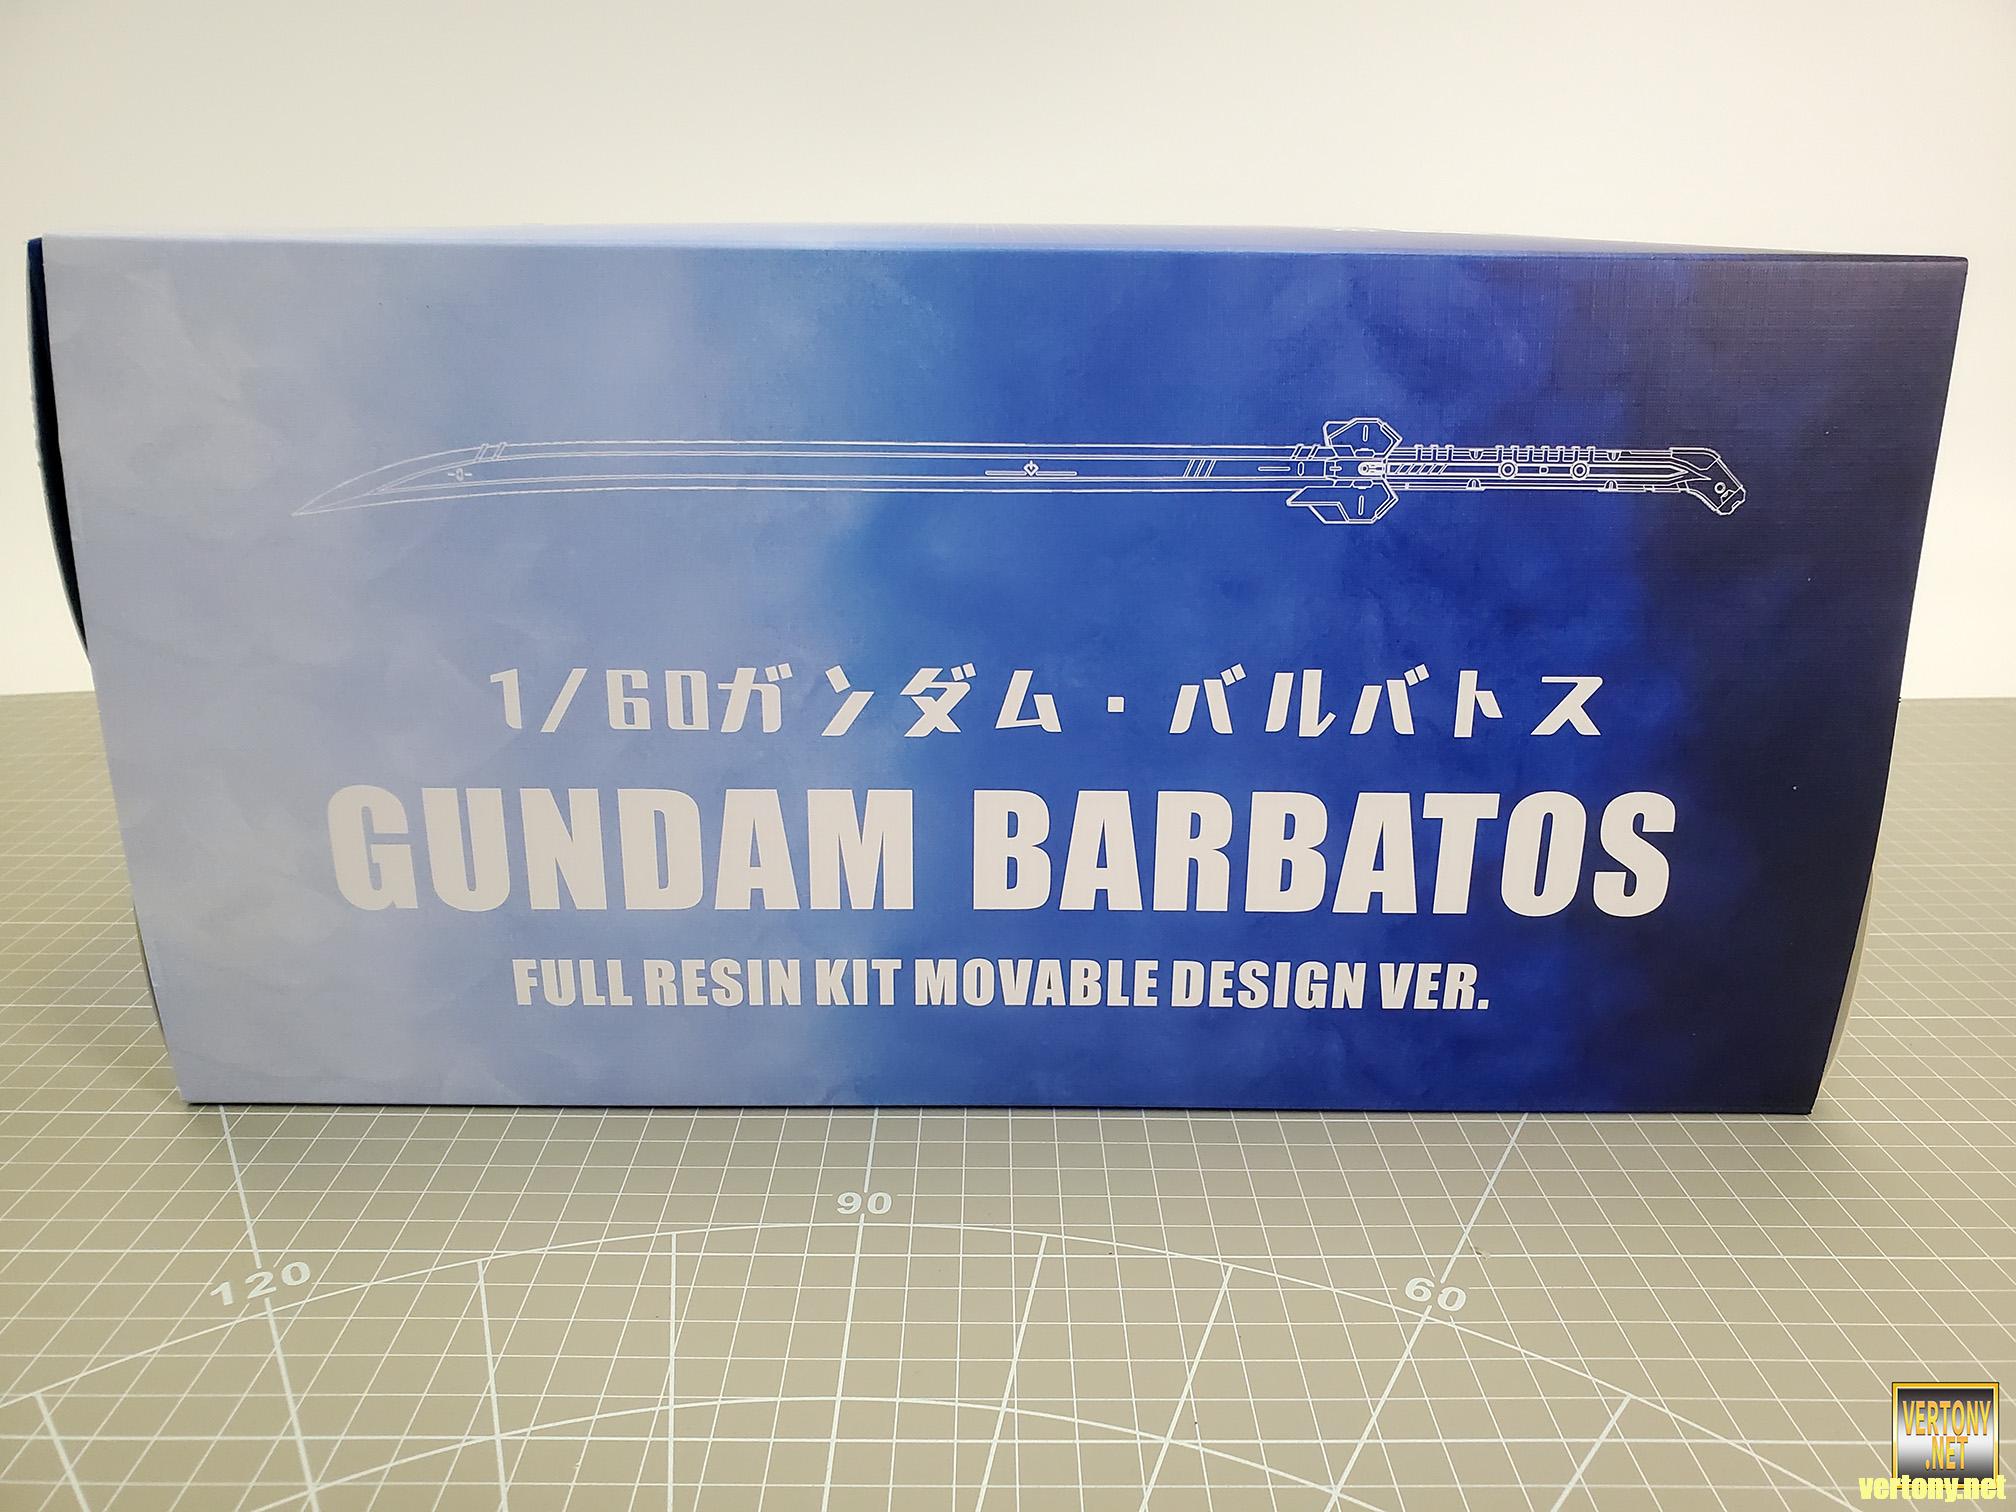 1/60ガンダム・バルバトス
GUNDAM BARBATOS
FULL RESIN KIT MOVABLE DESIGN VER.
90
120
60
VERTONY
.NET
vertony.net